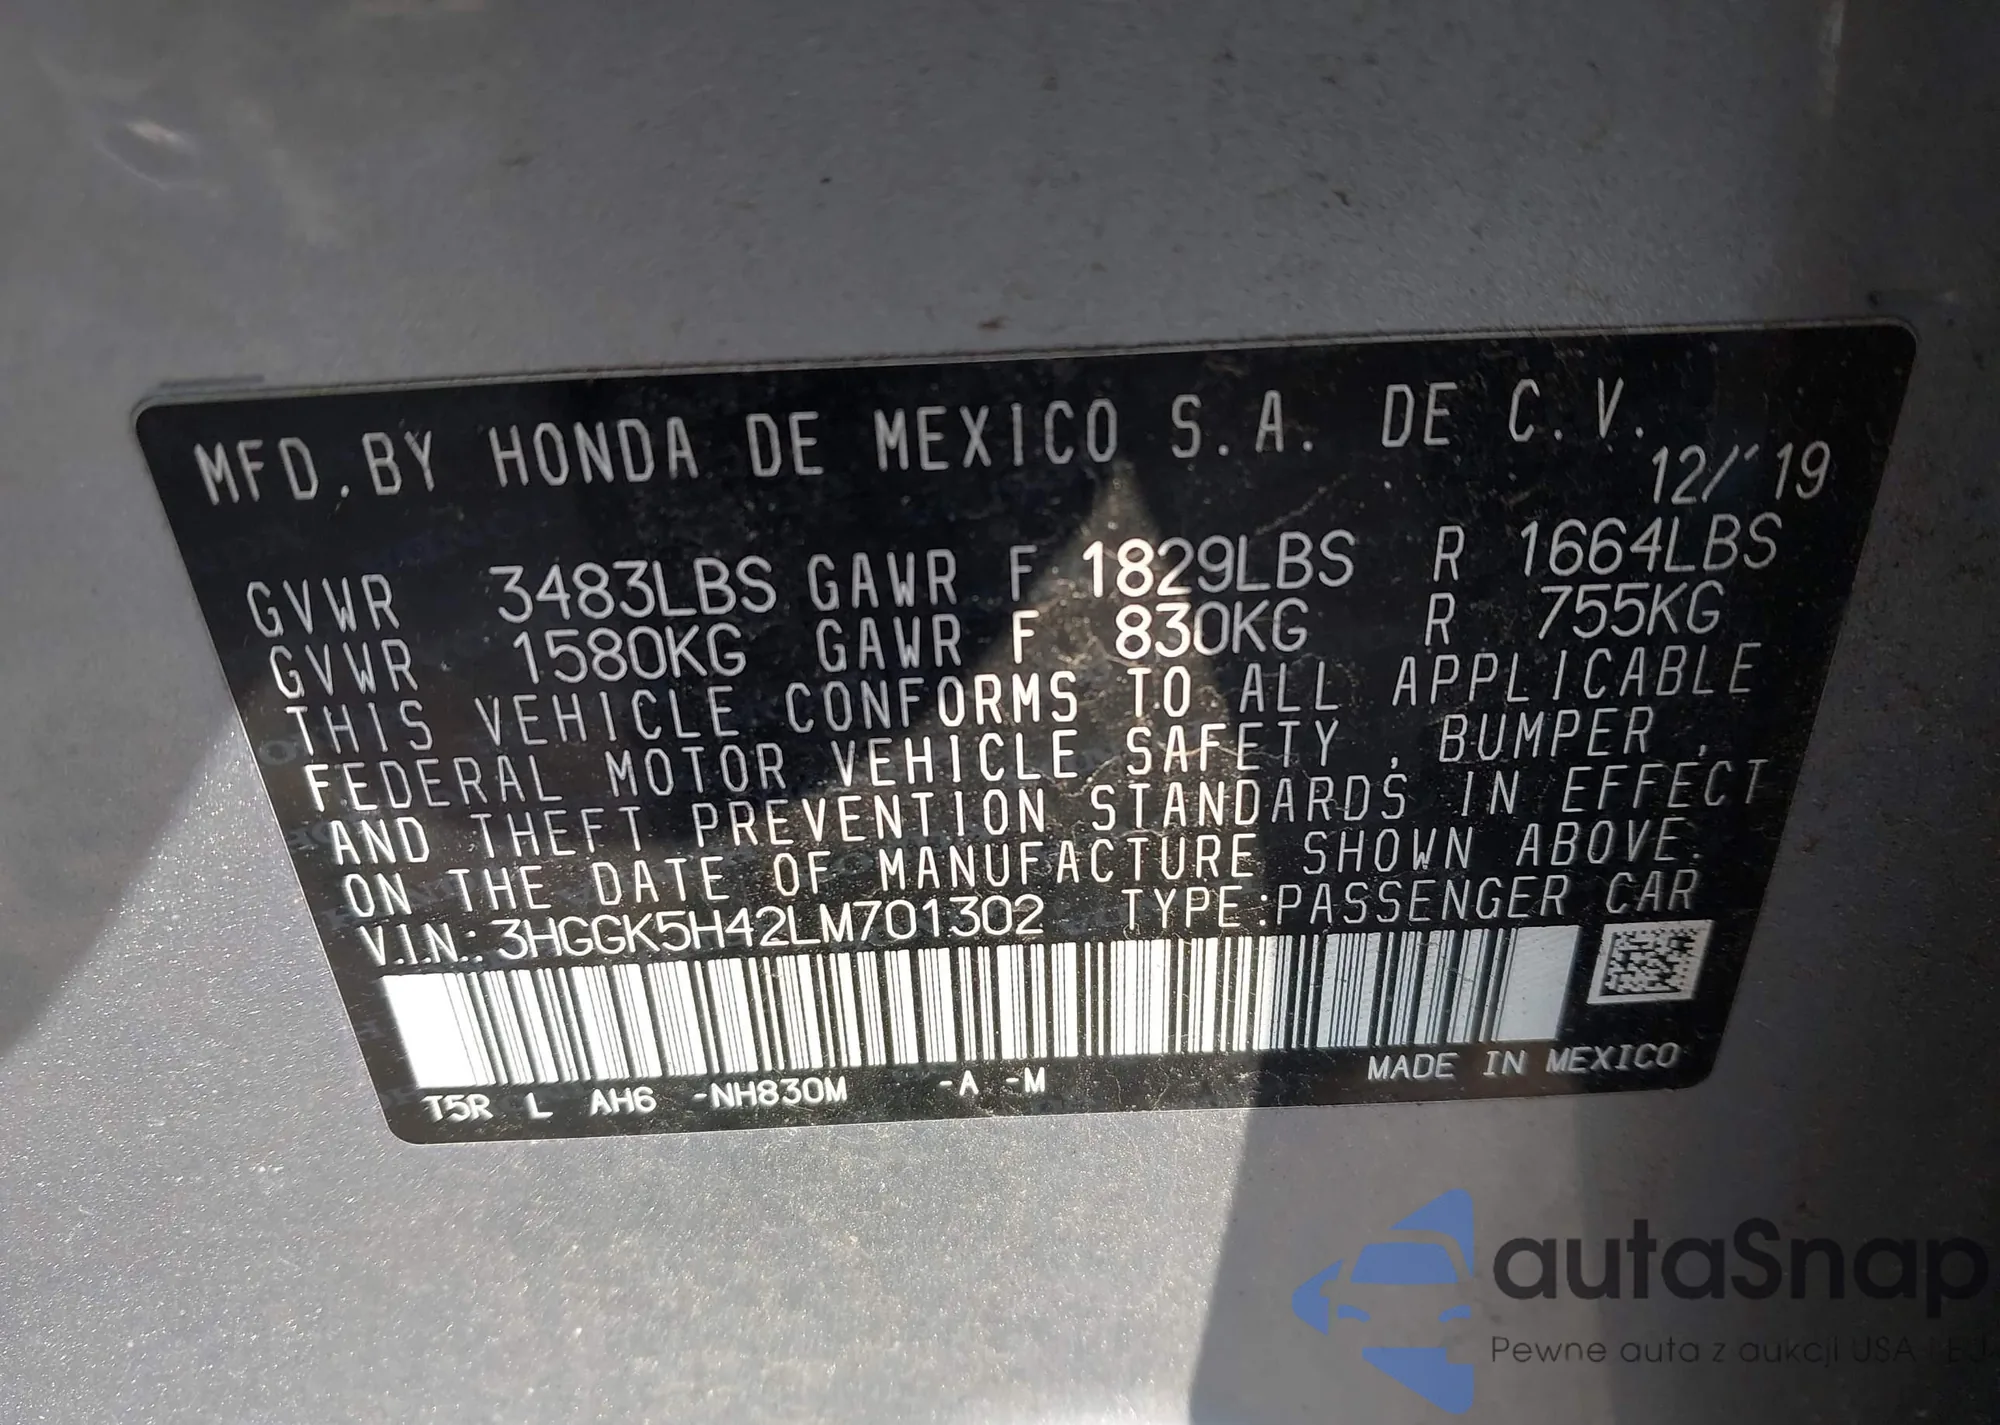 MFD. BY HONDA DE MEXICO S.A. DE C.V.
12/'19
GVWR 3483LBS GAWR F 1829LBS R 1664LBS
GVWR 1580KG GAWR F 830KG R 755KG
THIS VEHICLE CONFORMS TO ALL APPLICABLE
FEDERAL MOTOR VEHICLE SAFETY, BUMPER,
AND THEFT PREVENTION STANDARDS IN EFFECT
ON THE DATE OF MANUFACTURE SHOWN ABOVE.
V.I.N.: 3HGGK5H42LM701302 TYPE:PASSENGER CAR
T5R L AH6 -NH830M -A -M MADE IN MEXICO
autaSnap
Pewne auta z aukcji USA i EU